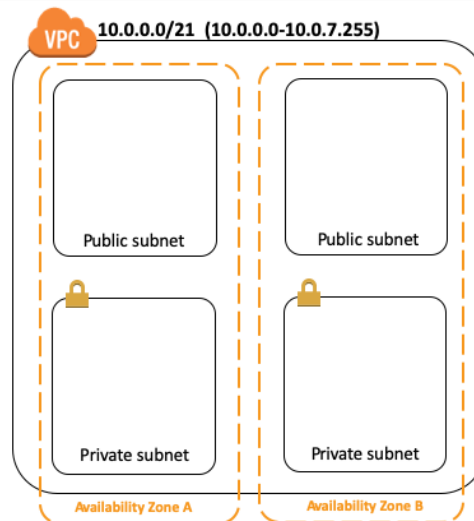 VPC 10.0.0.0/21 (10.0.0.0-10.0.7.255)
Public subnet Public subnet
Private subnet Private subnet
Availability Zone A Availability Zone B